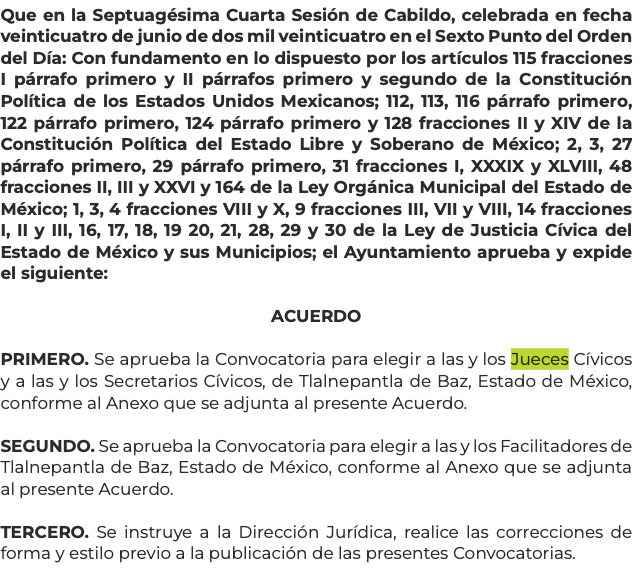 Que en la Septuagésima Cuarta Sesión de Cabildo, celebrada en fecha
veinticuatro de junio de dos mil veinticuatro en el Sexto Punto del Orden
del Día: Con fundamento en lo dispuesto por los artículos 115 fracciones
I párrafo primero y II párrafos primero y segundo de la Constitución
Política de los Estados Unidos Mexicanos; 112, 113, 116 párrafo primero,
122 párrafo primero, 124 párrafo primero y 128 fracciones II y XIV de la
Constitución Política del Estado Libre y Soberano de México; 2, 3, 27
párrafo primero, 29 párrafo primero, 31 fracciones I, XXXIX y XLVIII, 48
fracciones II, III y XXVI y 164 de la Ley Orgánica Municipal del Estado de
México; 1, 3, 4 fracciones VIII y X, 9 fracciones III, VII y VIII, 14 fracciones
I, II y III, 16, 17, 18, 19 20, 21, 28, 29 y 30 de la Ley de Justicia Cívica del
Estado de México y sus Municipios; el Ayuntamiento aprueba y expide
el siguiente:
ACUERDO
PRIMERO. Se aprueba la Convocatoria para elegir a las y los Jueces Cívicos
y a las y los Secretarios Cívicos, de Tlalnepantla de Baz, Estado de México,
conforme al Anexo que se adjunta al presente Acuerdo.
SEGUNDO. Se aprueba la Convocatoria para elegir a las y los Facilitadores de
Tlalnepantla de Baz, Estado de México, conforme al Anexo que se adjunta
al presente Acuerdo.
TERCERO. Se instruye a la Dirección Jurídica, realice las correcciones de
forma y estilo previo a la publicación de las presentes Convocatorias.